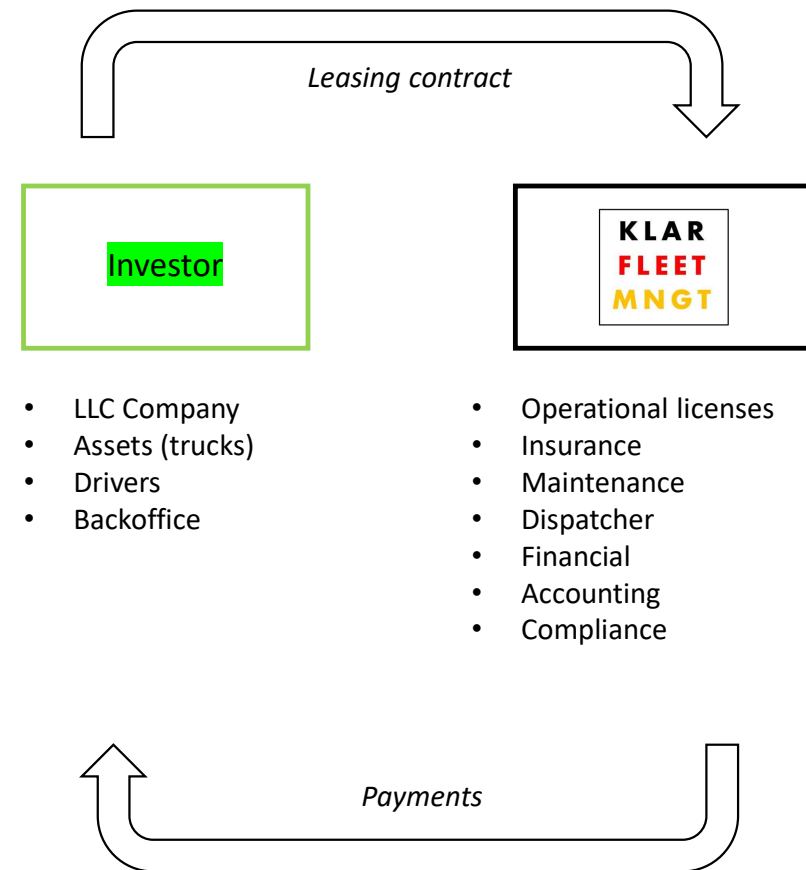 Leasing contract
Investor
KLAR
FLEET
MNGT
• LLC Company
• Assets (trucks)
• Drivers
• Backoffice
• Operational licenses
• Insurance
• Maintenance
• Dispatcher
• Financial
• Accounting
• Compliance
Payments